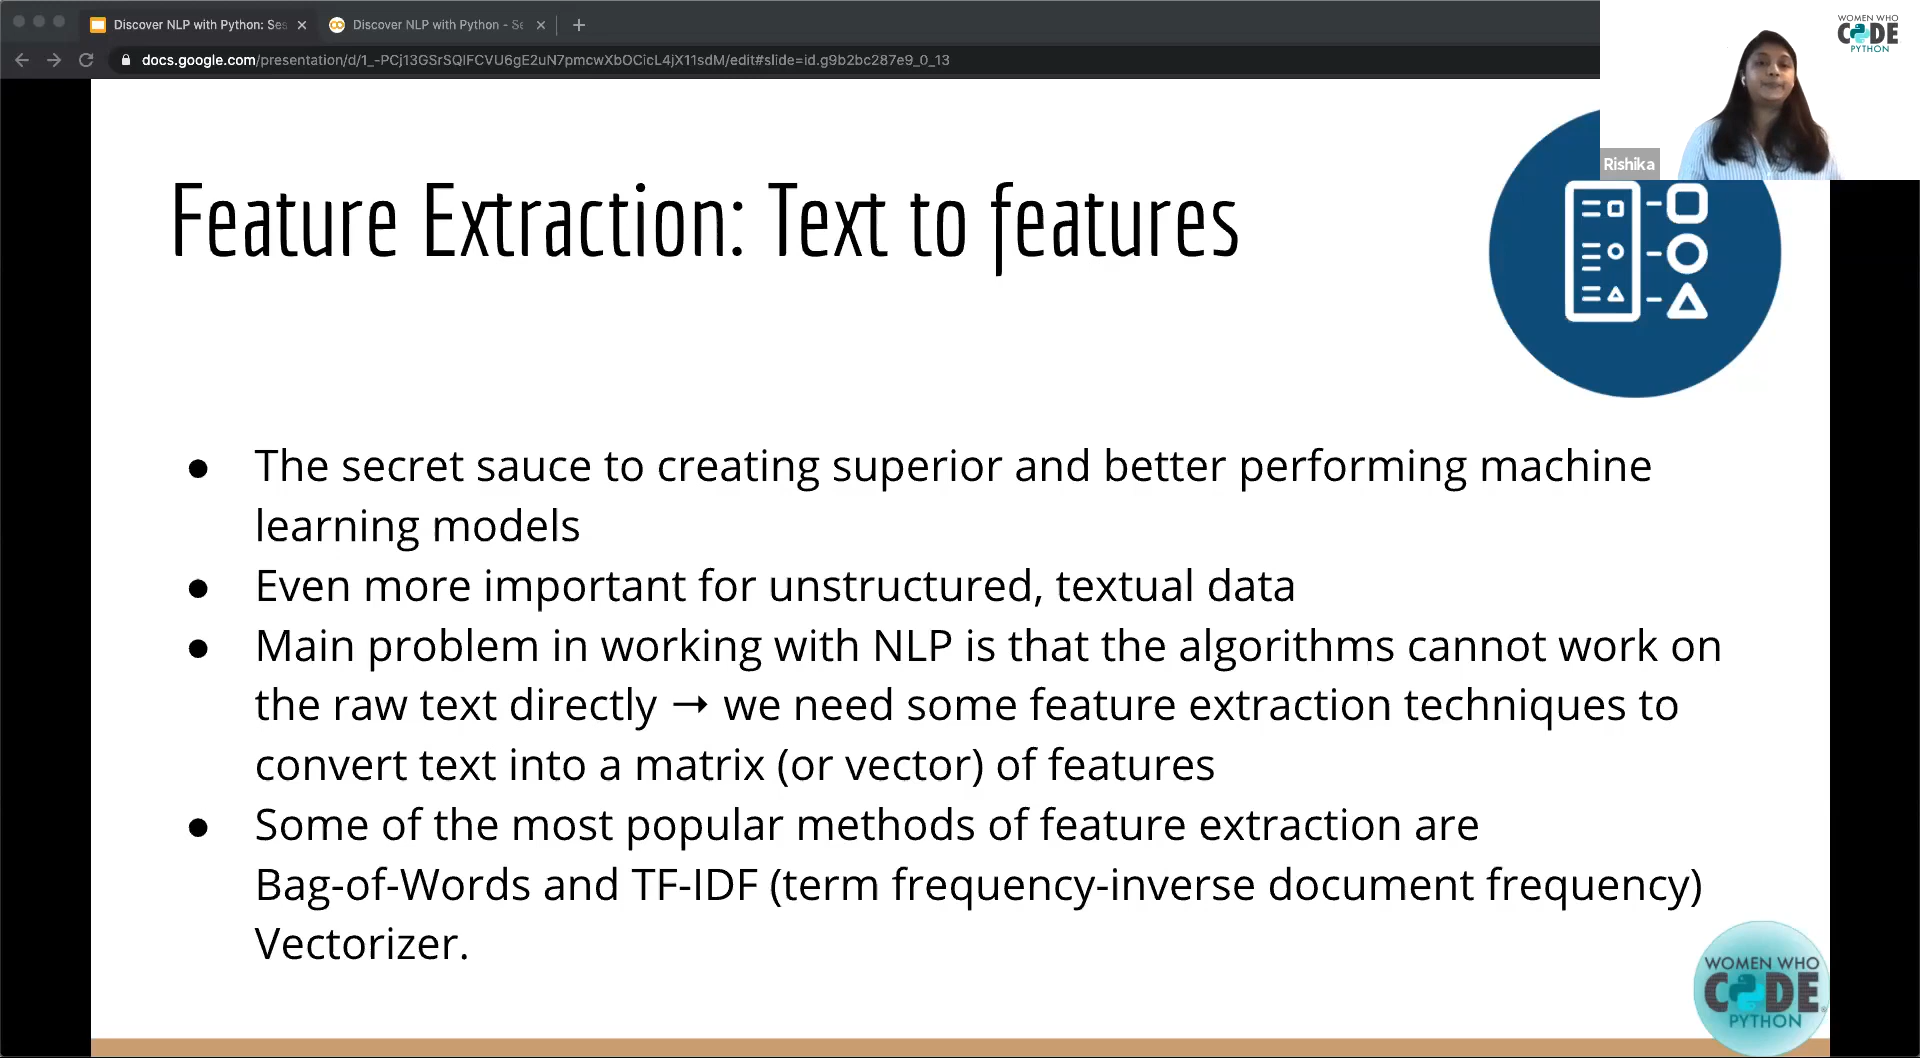 Discover NLP with Python: Ses
Discover NLP with Python - Se
docs.google.com/presentation/d/1_-PCj13GSrSQIFCVU6gE2uN7pmcwXbOCicL4jX11sdM/edit#slide=id.g9b2bc287e9_0_13
WOMEN WHO
CODE
PYTHON
Rishika
Feature Extraction: Text to features
● The secret sauce to creating superior and better performing machine
learning models
● Even more important for unstructured, textual data
● Main problem in working with NLP is that the algorithms cannot work on
the raw text directly → we need some feature extraction techniques to
convert text into a matrix (or vector) of features
● Some of the most popular methods of feature extraction are
Bag-of-Words and TF-IDF (term frequency-inverse document frequency)
Vectorizer.
WOMEN WHO
CODE
PYTHON